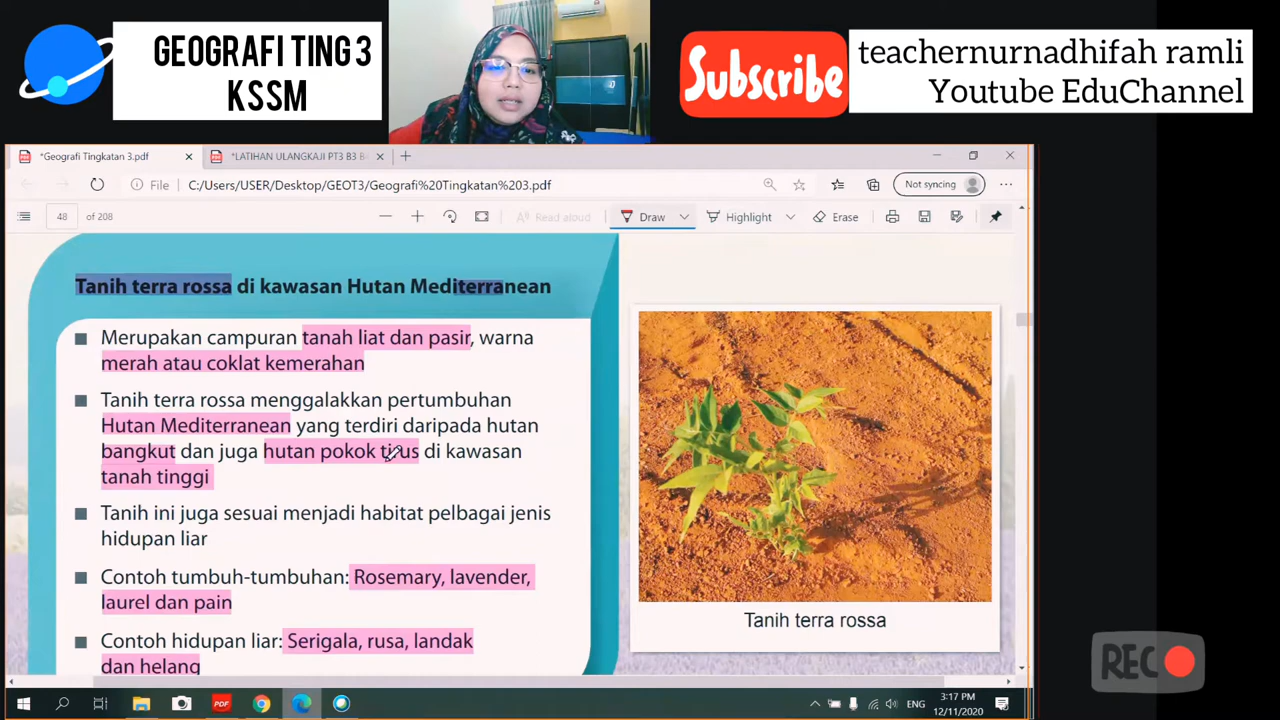 GEOGRAFI TING 3
KSSM
Subscribe
teachernurnadhifah ramli
Youtube EduChannel
*Geografi Tingkatan 3.pdf
*LATIHAN ULANGKAJI PT3 B3 B
File
C:/Users/USER/Desktop/GEOT3/Geografi%20Tingkatan%203.pdf
Not syncing
48 of 208
Read aloud
Draw
Highlight
Erase
Tanih terra rossa di kawasan Hutan Mediterranean
Merupakan campuran tanah liat dan pasir, warna
merah atau coklat kemerahan
Tanih terra rossa menggalakkan pertumbuhan
Hutan Mediterranean yang terdiri daripada hutan
bangkut dan juga hutan pokok tirus di kawasan
tanah tinggi
Tanih ini juga sesuai menjadi habitat pelbagai jenis
hidupan liar
Contoh tumbuh-tumbuhan: Rosemary, lavender,
laurel dan pain
Contoh hidupan liar: Serigala, rusa, landak
dan helang
Tanih terra rossa
REC
PDF
ENG
3:17 PM
12/11/2020